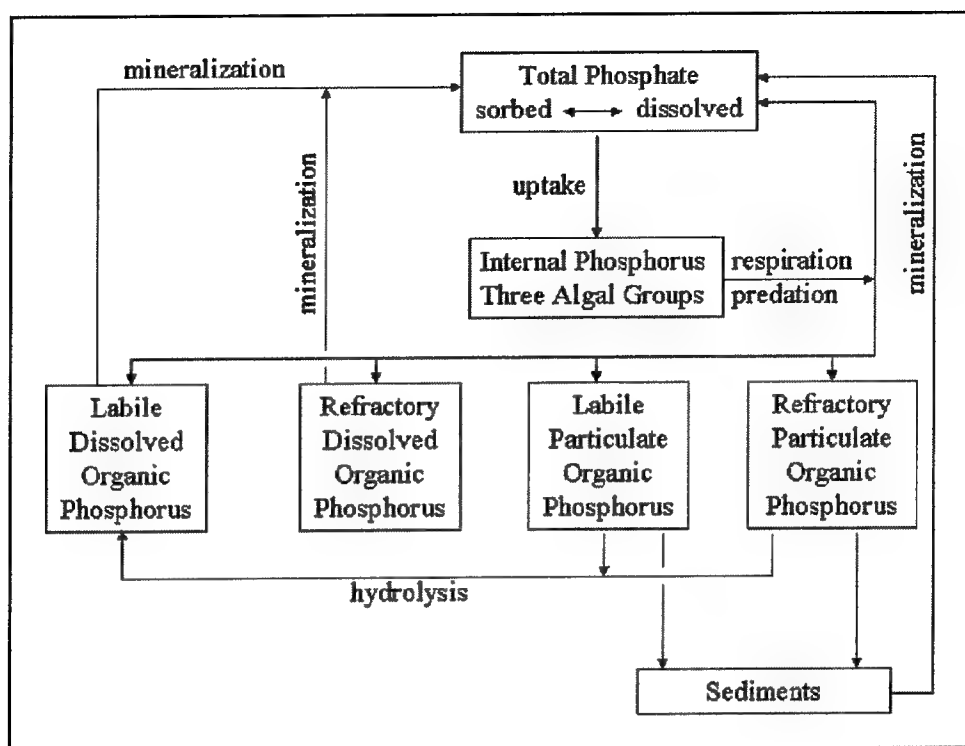 mineralization
Total Phosphate
sorbed dissolved
uptake
mineralization
mineralization
Internal Phosphorus
Three Algal Groups
respiration
predation
Labile
Dissolved
Organic
Phosphorus
Refractory
Dissolved
Organic
Phosphorus
Labile
Particulate
Organic
Phosphorus
Refractory
Particulate
Organic
Phosphorus
hydrolysis
Sediments